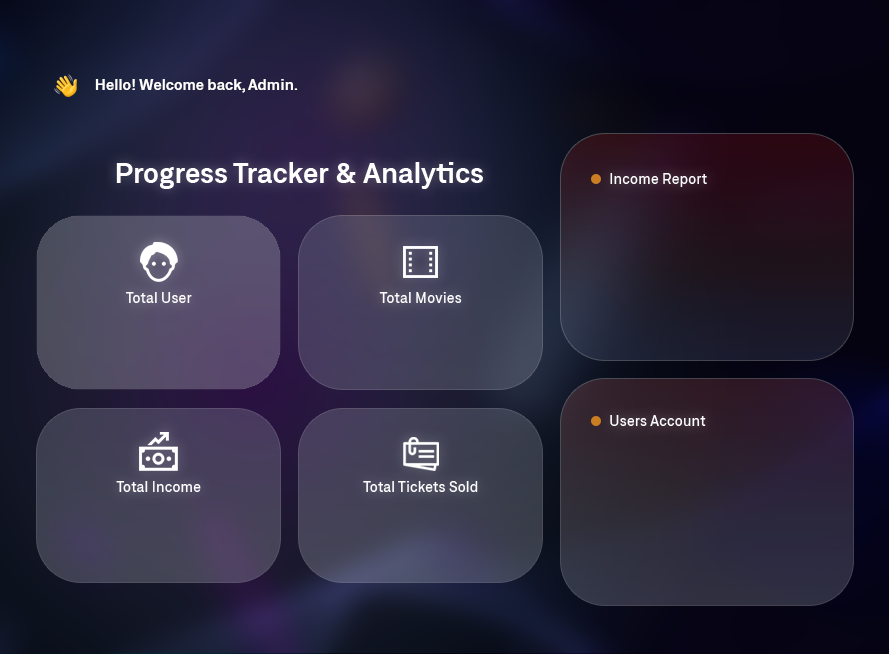 Hello! Welcome back, Admin.
Progress Tracker & Analytics
Total User
Total Movies
Total Income
Total Tickets Sold
Income Report
Users Account